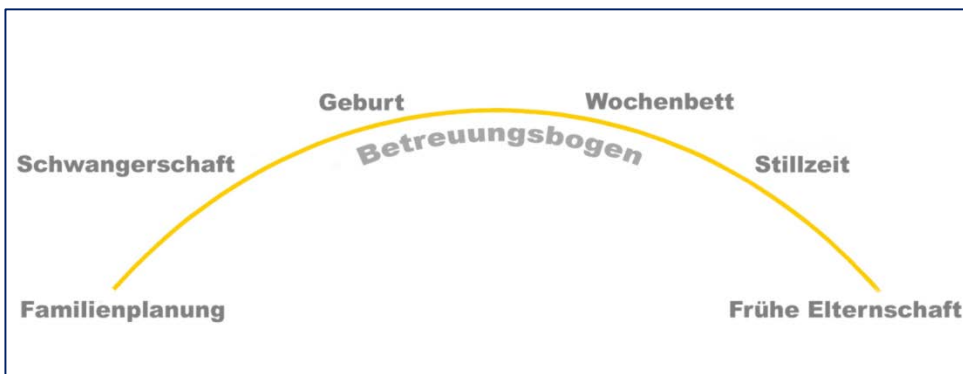 Geburt
Wochenbett
Betreuungsbogen
Schwangerschaft
Stillzeit
Familienplanung
Frühe Elternschaft